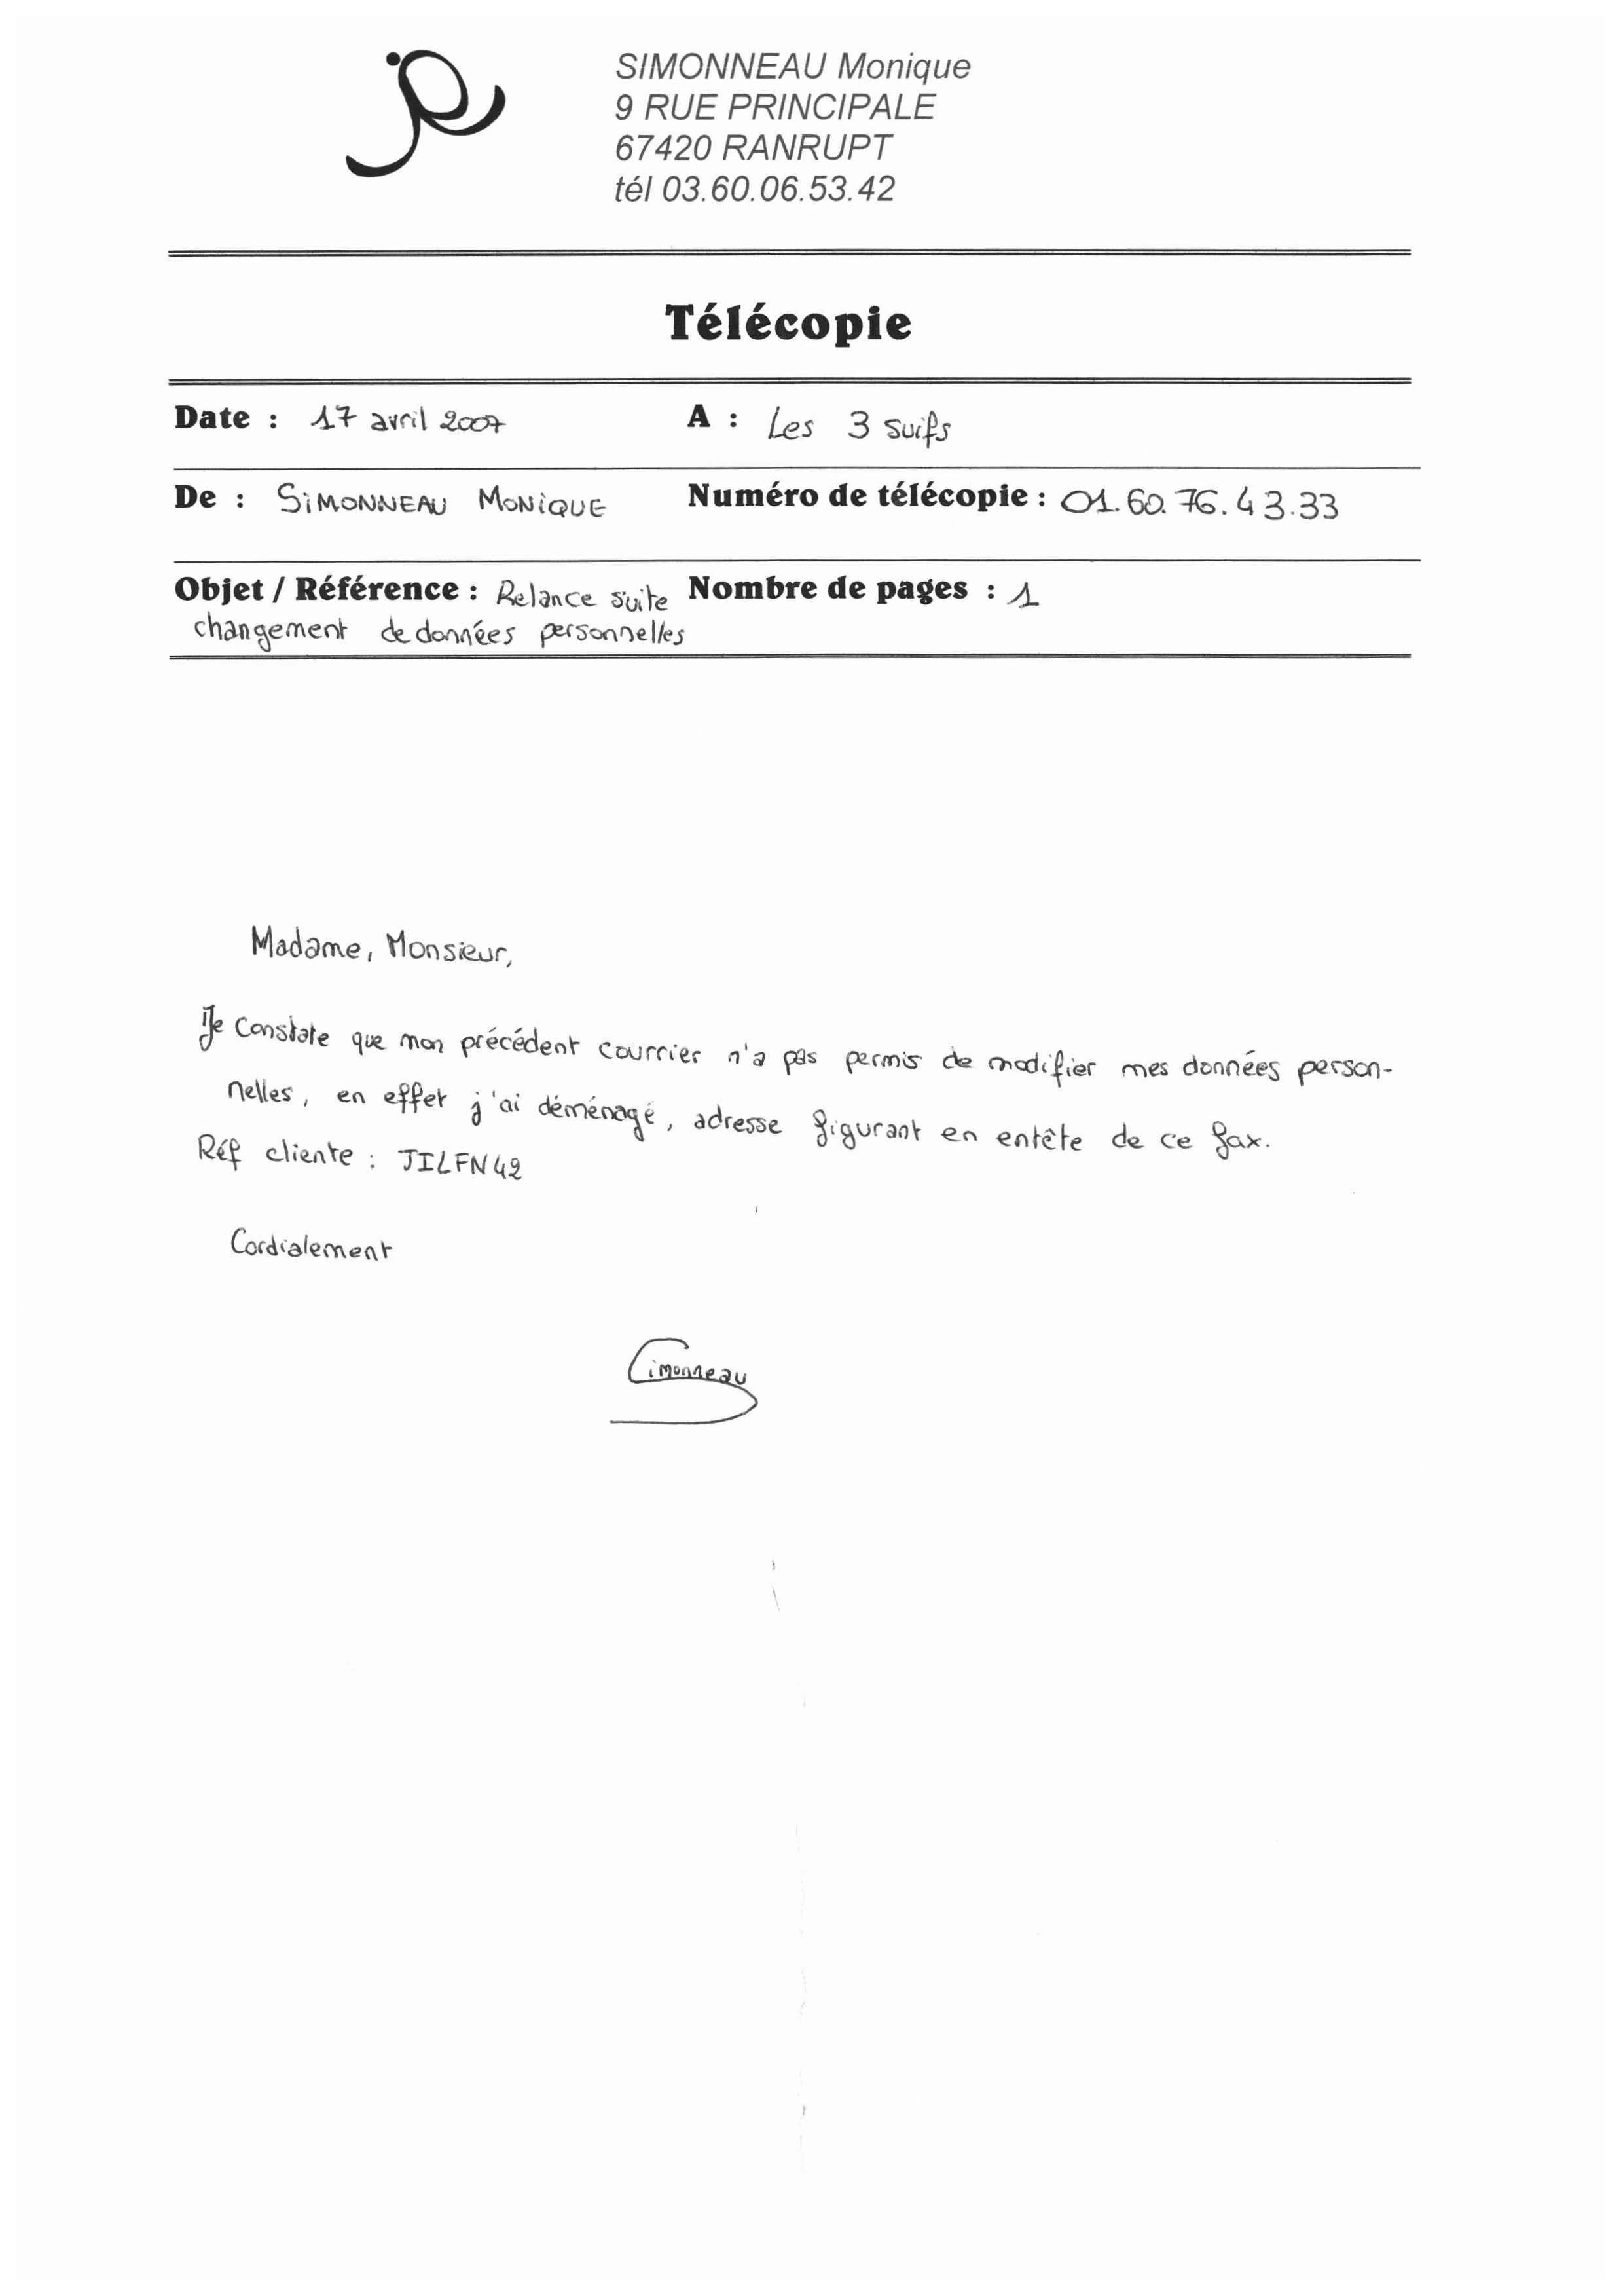 SIMONNEAU Monique
9 RUE PRINCIPALE
67420 RANRUPT
tél 03.60.06.53.42
Télécopie
Date : 17 avril 2007 A : Les 3 suifs
De : SIMONNEAU MONIQUE Numéro de télécopie : 01.60.76.43.33
Objet / Référence : Relance suite Nombre de pages : 1
changement de données personnelles
Madame, Monsieur,
Je constate que mon précédent courrier n'a pas permis de modifier mes données person-
nelles, en effet j'ai déménagé, adresse figurant en entête de ce fax.
Réf cliente : JILFN42
Cordialement
Simonneau